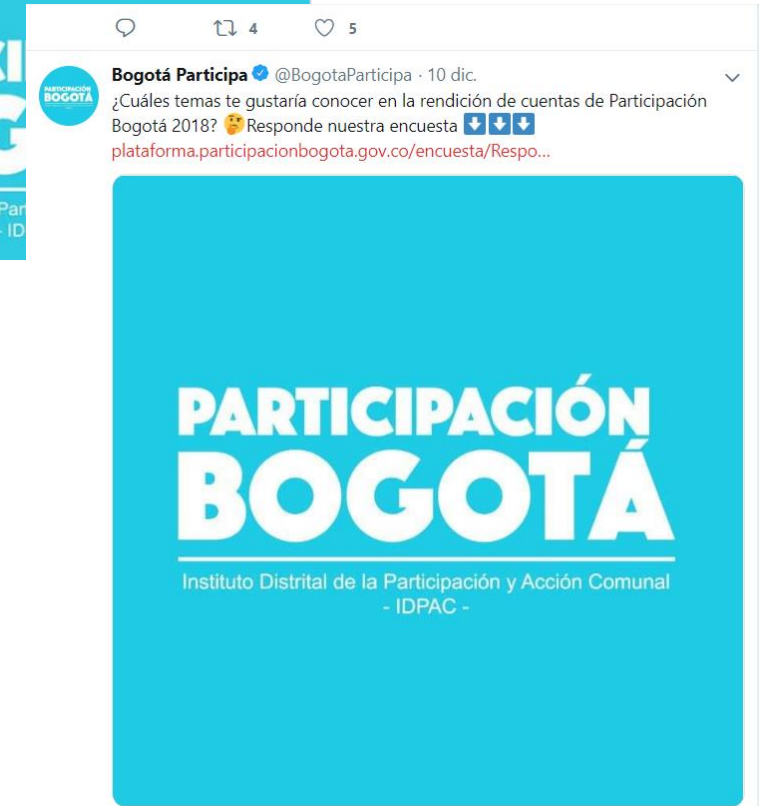 4 5
Bogotá Participa @BogotaParticipa · 10 dic.
¿Cuáles temas te gustaría conocer en la rendición de cuentas de Participación
Bogotá 2018? 🤔Responde nuestra encuesta ⬇⬇⬇
plataforma.participacionbogota.gov.co/encuesta/Respo...
PARTICIPACIÓN
BOGOTÁ
PARTICIPACIÓN
BOGOTÁ
Instituto Distrital de la Participación y Acción Comunal
- IDPAC -